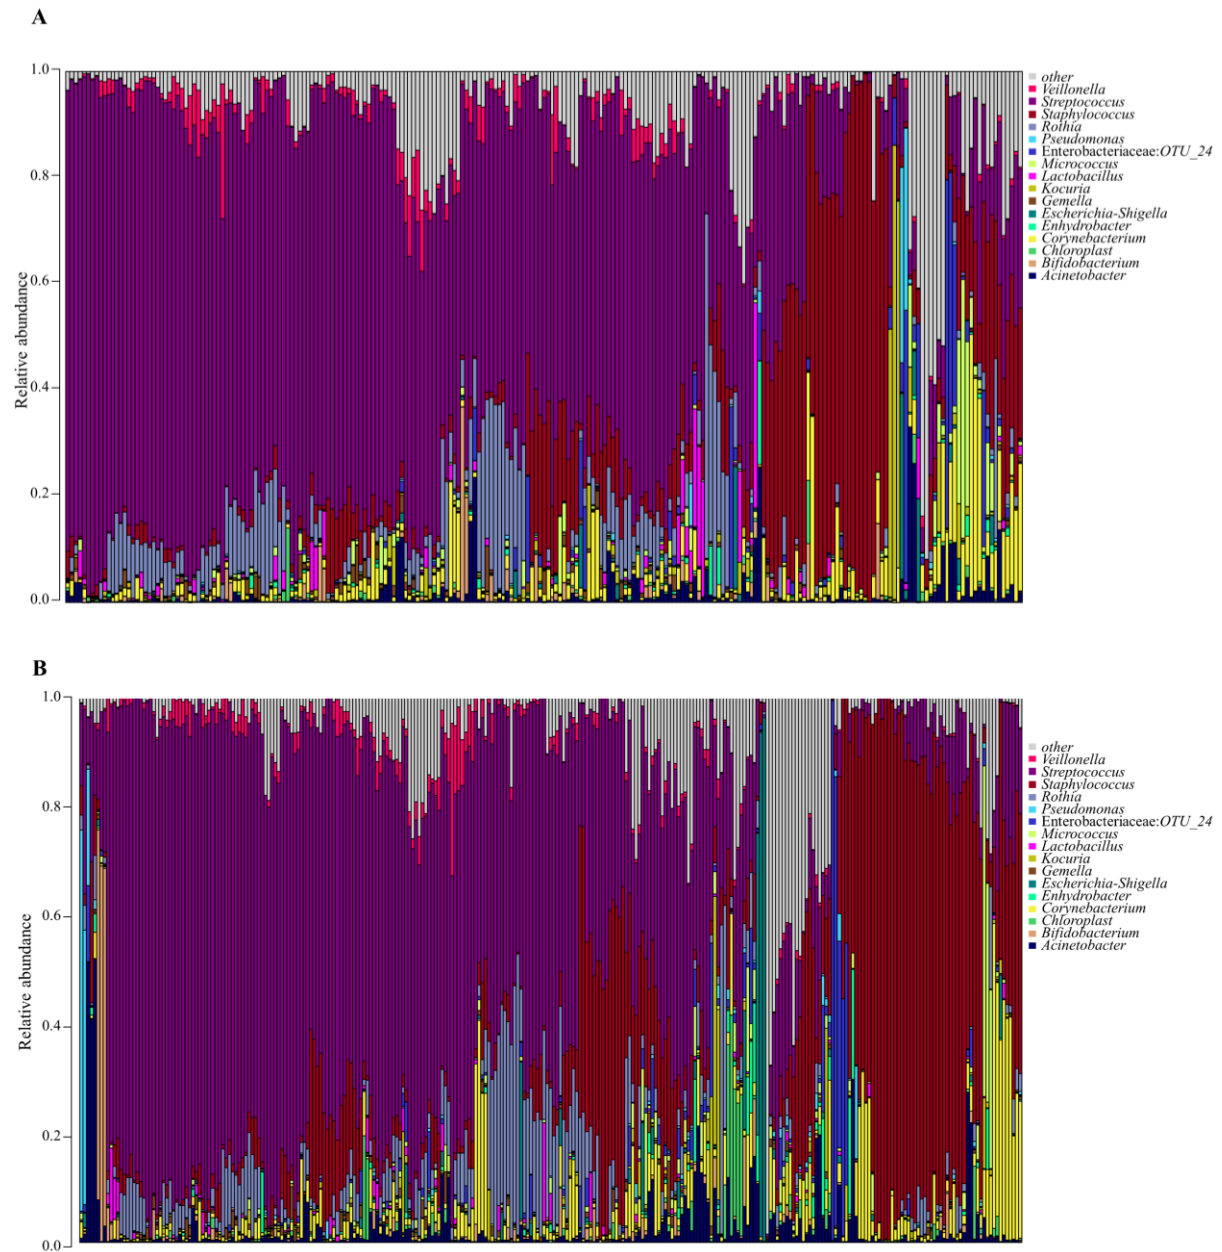 A
1.0
0.8
0.6
0.4
0.2
0.0
Relative abundance
other
Veillonella
Streptococcus
Staphylococcus
Rothia
Pseudomonas
Enterobacteriaceae:OTU_24
Micrococcus
Lactobacillus
Kocuria
Gemella
Escherichia-Shigella
Enhydrobacter
Corynebacterium
Chloroplast
Bifidobacterium
Acinetobacter
B
1.0
0.8
0.6
0.4
0.2
0.0
Relative abundance
other
Veillonella
Streptococcus
Staphylococcus
Rothia
Pseudomonas
Enterobacteriaceae:OTU_24
Micrococcus
Lactobacillus
Kocuria
Gemella
Escherichia-Shigella
Enhydrobacter
Corynebacterium
Chloroplast
Bifidobacterium
Acinetobacter